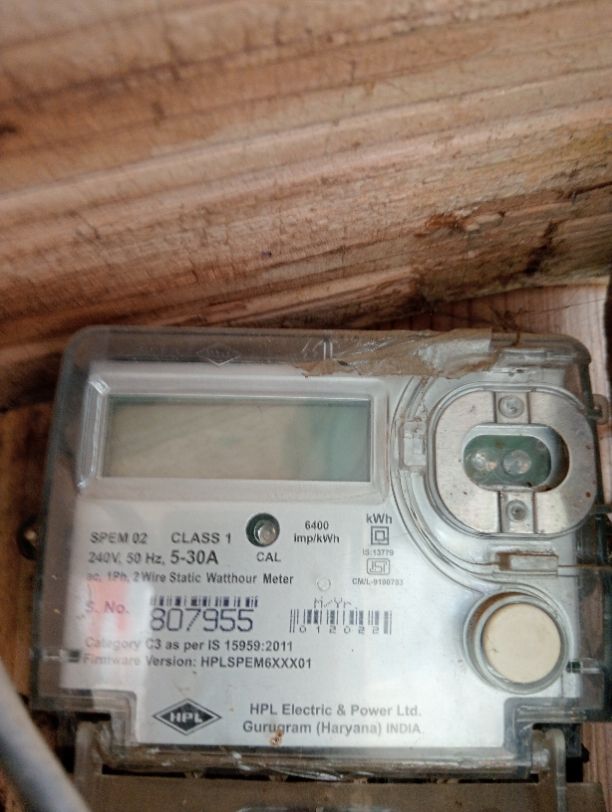 SPEM 02 CLASS 1 CAL 6400 imp/kWh kWh
240V, 50 Hz, 5-30A
IS:13779
ac, 1Ph, 2Wire Static Watthour Meter
CM/L-9100783
S. No. 807955
M/Yr.
012022
Category C3 as per IS 15959:2011
Firmware Version: HPLSPEM6XXX01
HPL
HPL Electric & Power Ltd.
Gurugram (Haryana) INDIA